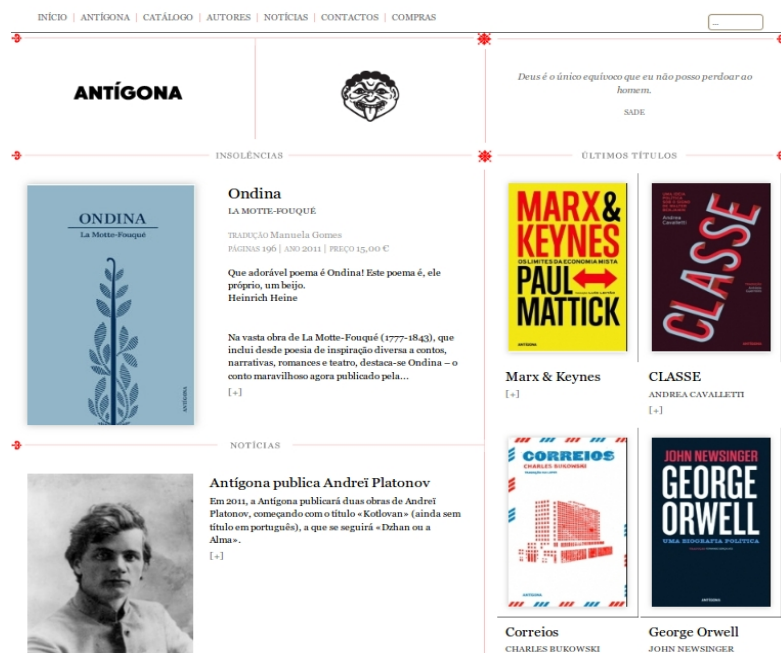 INÍCIO | ANTÍGONA | CATÁLOGO | AUTORES | NOTÍCIAS | CONTACTOS | COMPRAS
...
ANTÍGONA
Deus é o único equívoco que eu não posso perdoar ao
homem.
SADE
INSOLÊNCIAS
ONDINA
La Motte-Fouqué
ANTÍGONA
Ondina
LA MOTTE-FOUQUÉ
TRADUÇÃO Manuela Gomes
PÁGINAS 196 | ANO 2011 | PREÇO 15,00 €
Que adorável poema é Ondina! Este poema é, ele
próprio, um beijo.
Heinrich Heine
Na vasta obra de La Motte-Fouqué (1777-1843), que
inclui desde poesia de inspiração diversa a contos,
narrativas, romances e teatro, destaca-se Ondina – o
conto maravilhoso agora publicado pela...
[+]
NOTÍCIAS
Antígona publica Andreï Platonov
Em 2011, a Antígona publicará duas obras de Andreï
Platonov, começando com o título «Kotlovan» (ainda sem
título em português), a que se seguirá «Dzhan ou a
Alma».
[+]
ÚLTIMOS TÍTULOS
MARX &
KEYNES
OS LIMITES DA ECONOMIA MISTA
PAUL
MATTICK
ANTÍGONA
Marx & Keynes
[+]
Andrea
Cavalletti
CLASSE
CLASSE
ANDREA CAVALLETTI
[+]
CORREIOS
CHARLES BUKOWSKI
ANTÍGONA
Correios
CHARLES BUKOWSKI
JOHN NEWSINGER
GEORGE
ORWELL
UMA BIOGRAFIA POLÍTICA
ANTÍGONA
George Orwell
JOHN NEWSINGER